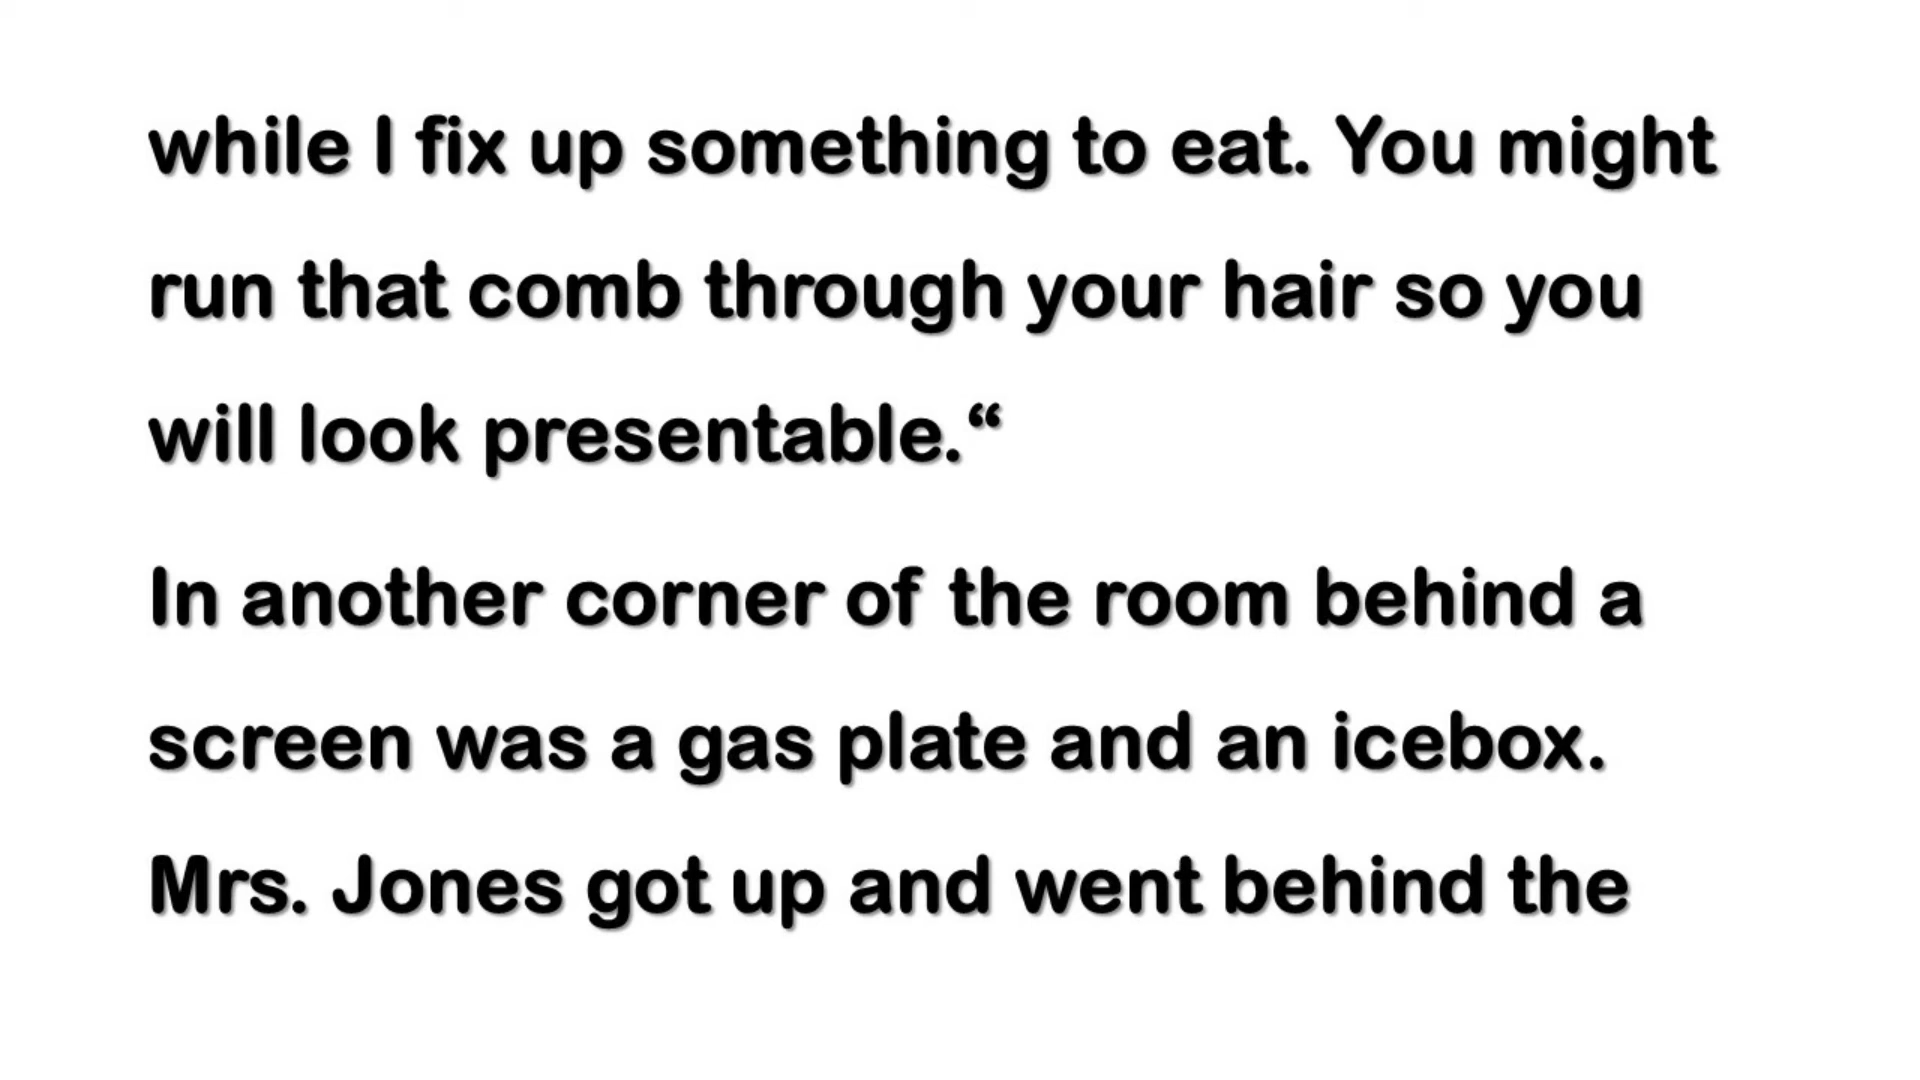 while I fix up something to eat. You might
run that comb through your hair so you
will look presentable.“
In another corner of the room behind a
screen was a gas plate and an icebox.
Mrs. Jones got up and went behind the